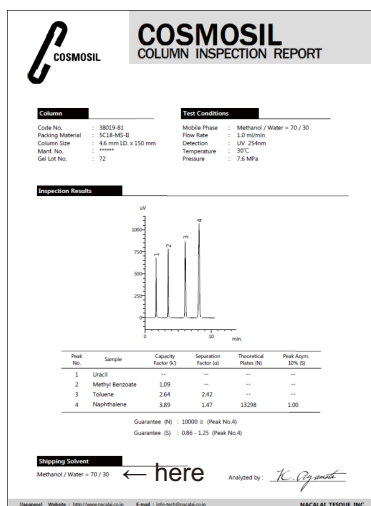 COSMOSIL
COSMOSIL
COLUMN INSPECTION REPORT
Column
Code No. : 38019-81
Packing Material : 5C18-MS-II
Column Size : 4.6 mm I.D. x 150 mm
Manf. No. : ******
Gel Lot No. : 72
Test Conditions
Mobile Phase : Methanol / Water = 70 / 30
Flow Rate : 1.0 ml/min
Detection : UV 254nm
Temperature : 30℃
Pressure : 7.6 MPa
Inspection Results
uV
1000
750
500
250
0
1
2
3
4
0 10 min.
Peak No. Sample Capacity Factor (k') Separation Factor (α) Theoretical Plates (N) Peak Asym. 10% (S)
1 Uracil -- -- -- --
2 Methyl Benzoate 1.09 -- -- --
3 Toluene 2.64 2.42 -- --
4 Naphthalene 3.89 1.47 13298 1.00
Guarantee (N) : 10000 ≧ (Peak No.4)
Guarantee (S) : 0.86 - 1.25 (Peak No.4)
Shipping Solvent
Methanol / Water = 70 / 30 ← here
Analyzed by :
[Japanese] Website : http://www.nacalai.co.jp E-mail : info-tech@nacalai.co.jp NACALAI TESQUE, INC.